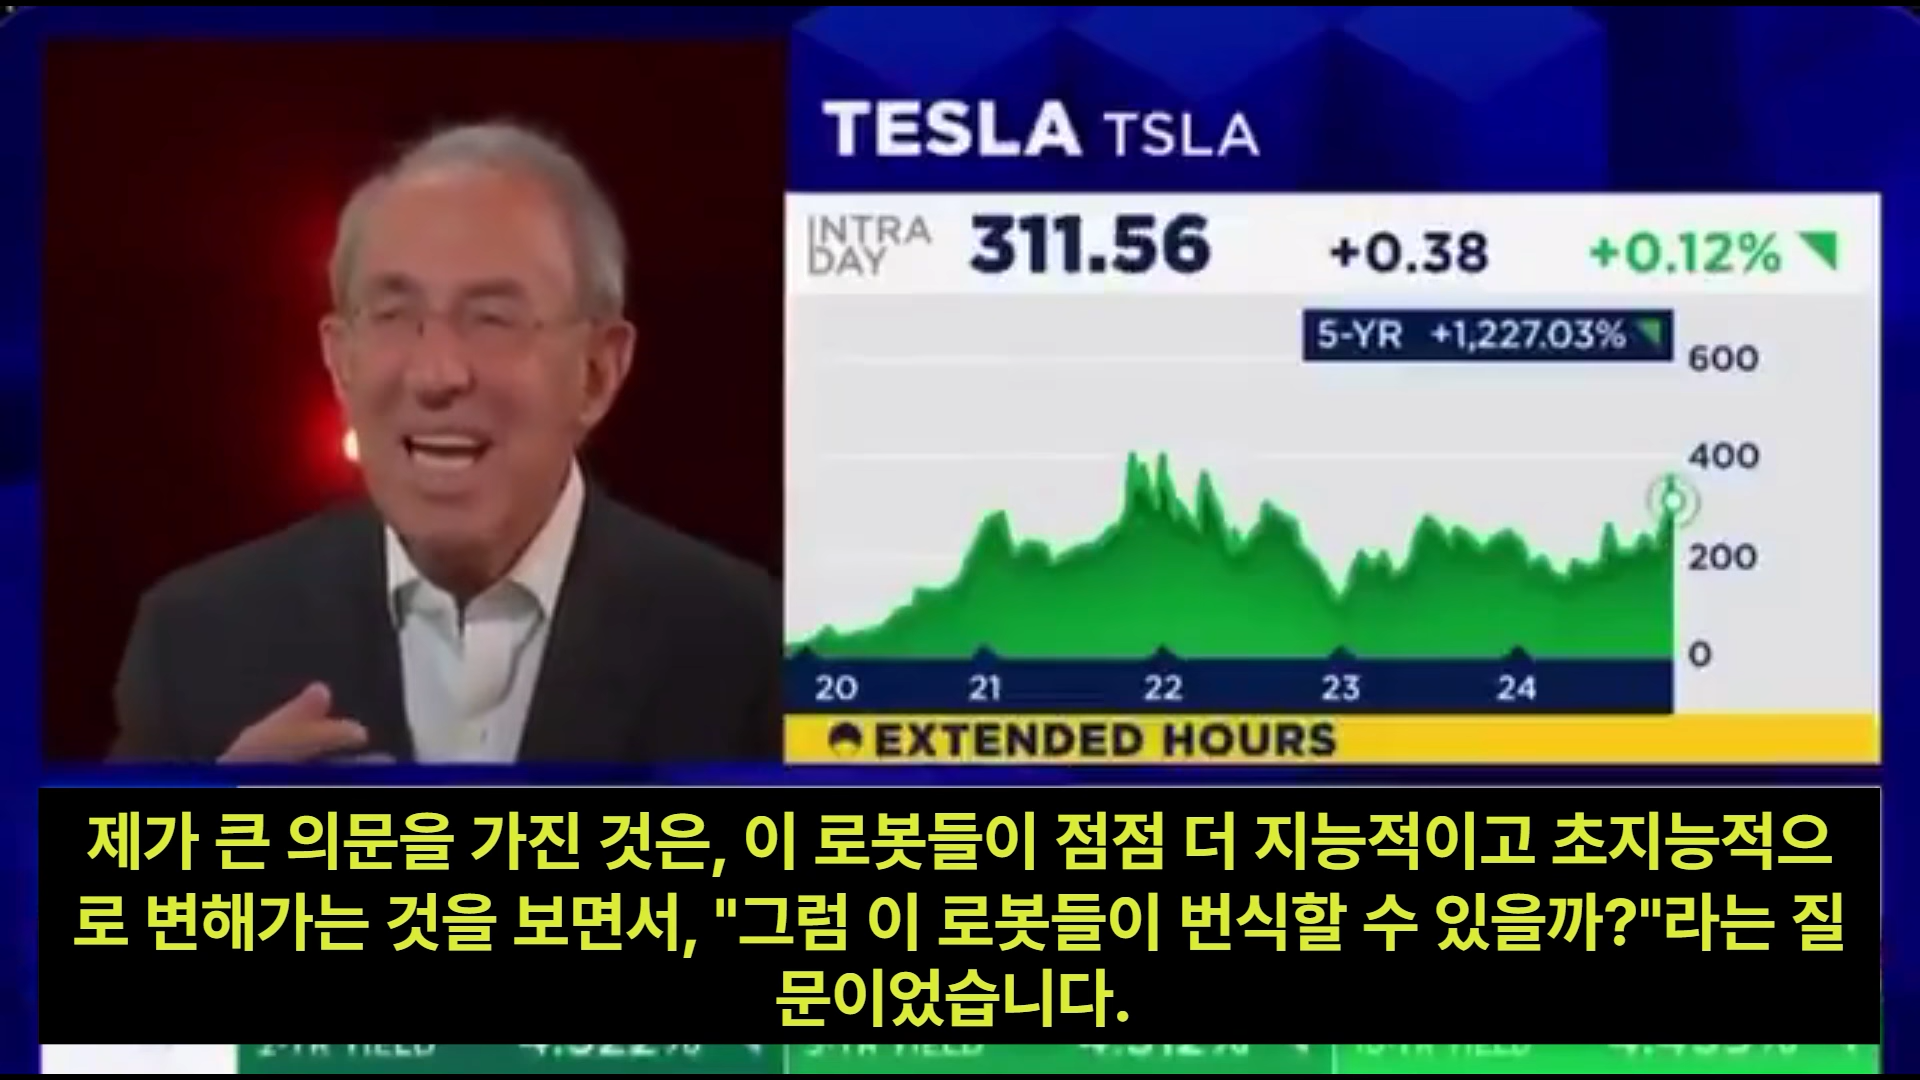 TESLA TSLA
INTRA DAY 311.56 +0.38 +0.12%
5-YR +1,227.03%
600
400
200
0
20 21 22 23 24
EXTENDED HOURS
제가 큰 의문을 가진 것은, 이 로봇들이 점점 더 지능적이고 초지능적으
로 변해가는 것을 보면서, "그럼 이 로봇들이 번식할 수 있을까?"라는 질
문이었습니다.